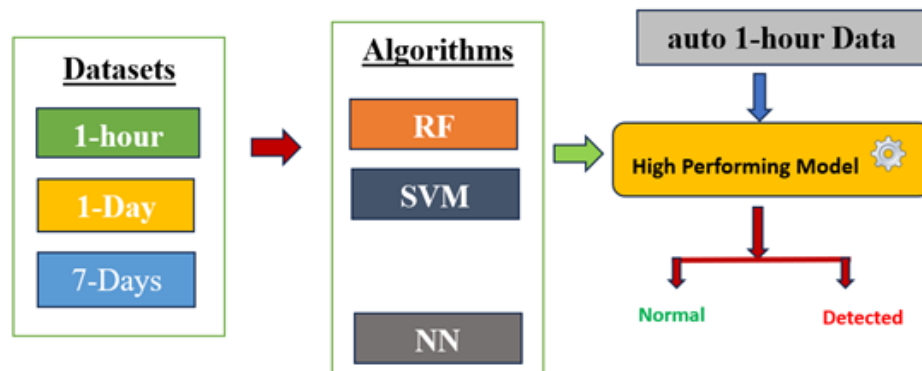 Datasets
1-hour
1-Day
7-Days
Algorithms
RF
SVM
NN
auto 1-hour Data
High Performing Model
Normal
Detected